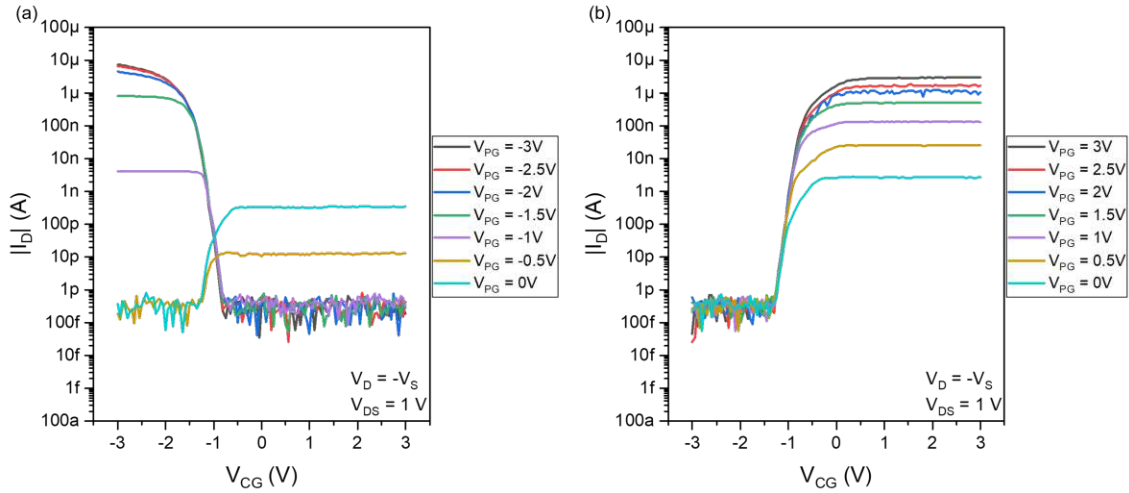 (a)
100µ
10µ
1µ
100n
10n
1n
100p
10p
1p
100f
10f
1f
100a
|I_D| (A)
-3 -2 -1 0 1 2 3
V_CG (V)
V_PG = -3V
V_PG = -2.5V
V_PG = -2V
V_PG = -1.5V
V_PG = -1V
V_PG = -0.5V
V_PG = 0V
V_D = -V_S
V_DS = 1 V
(b)
100µ
10µ
1µ
100n
10n
1n
100p
10p
1p
100f
10f
1f
100a
|I_D| (A)
-3 -2 -1 0 1 2 3
V_CG (V)
V_PG = 3V
V_PG = 2.5V
V_PG = 2V
V_PG = 1.5V
V_PG = 1V
V_PG = 0.5V
V_PG = 0V
V_D = -V_S
V_DS = 1 V